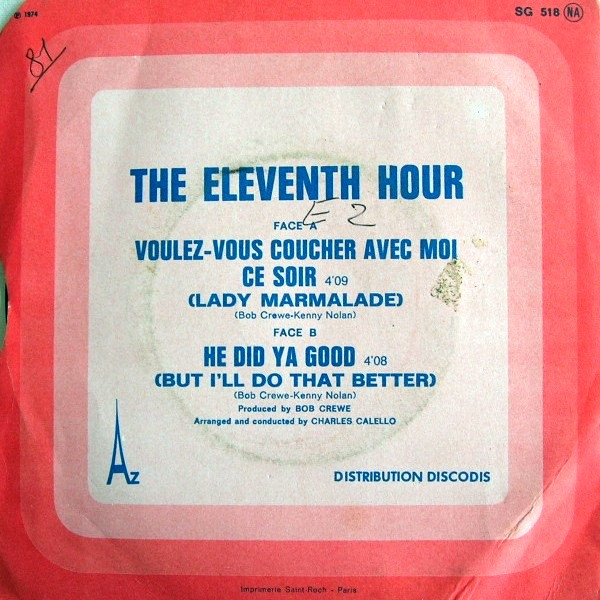 ℗ 1974
SG 518 NA
81
THE ELEVENTH HOUR
E 2
FACE A
VOULEZ-VOUS COUCHER AVEC MOI
CE SOIR 4'09
(LADY MARMALADE)
(Bob Crewe-Kenny Nolan)
FACE B
HE DID YA GOOD 4'08
(BUT I'LL DO THAT BETTER)
(Bob Crewe-Kenny Nolan)
Produced by BOB CREWE
Arranged and conducted by CHARLES CALELLO
AZ
DISTRIBUTION DISCODIS
Imprimerie Saint-Roch - Paris